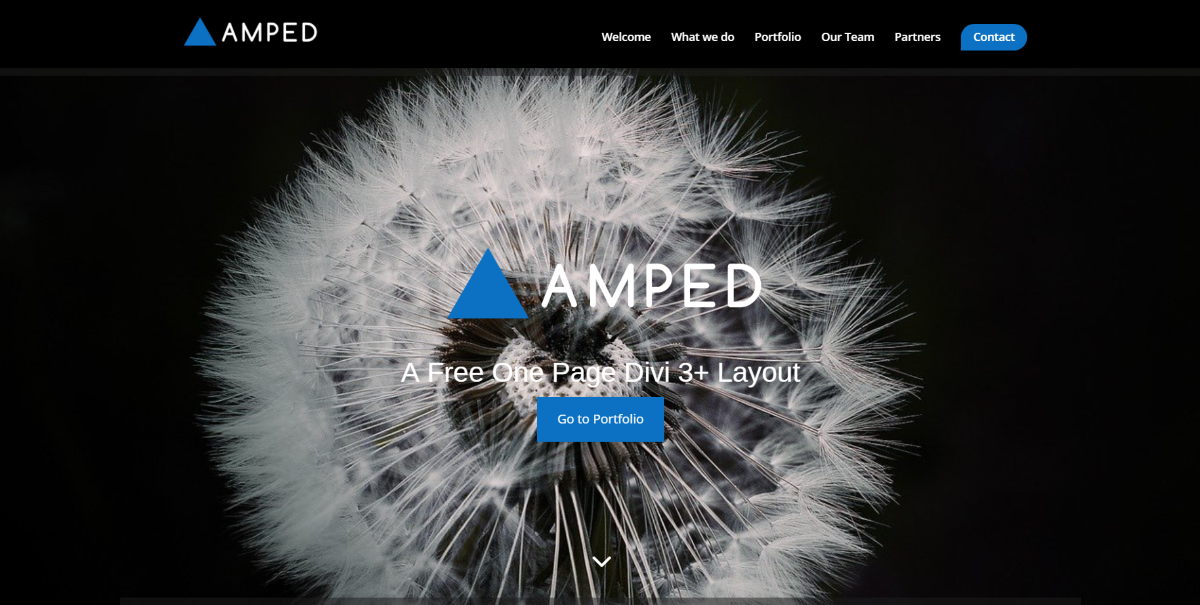 AMPED
Welcome What we do Portfolio Our Team Partners Contact
AMPED
A Free One Page Divi 3+ Layout
Go to Portfolio